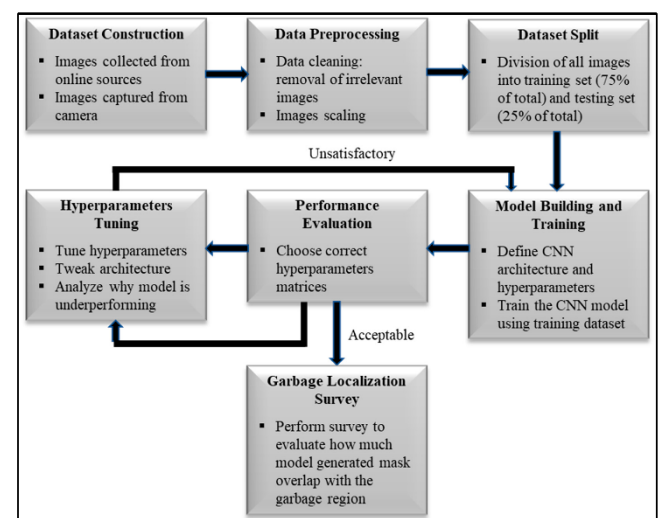 Dataset Construction
▪ Images collected from
online sources
▪ Images captured from
camera
Data Preprocessing
▪ Data cleaning:
removal of irrelevant
images
▪ Images scaling
Dataset Split
▪ Division of all images
into training set (75%
of total) and testing set
(25% of total)
Unsatisfactory
Hyperparameters
Tuning
▪ Tune hyperparameters
▪ Tweak architecture
▪ Analyze why model is
underperforming
Performance
Evaluation
▪ Choose correct
hyperparameters
matrices
Model Building and
Training
▪ Define CNN
architecture and
hyperparameters
▪ Train the CNN model
using training dataset
Acceptable
Garbage Localization
Survey
▪ Perform survey to
evaluate how much
model generated mask
overlap with the
garbage region